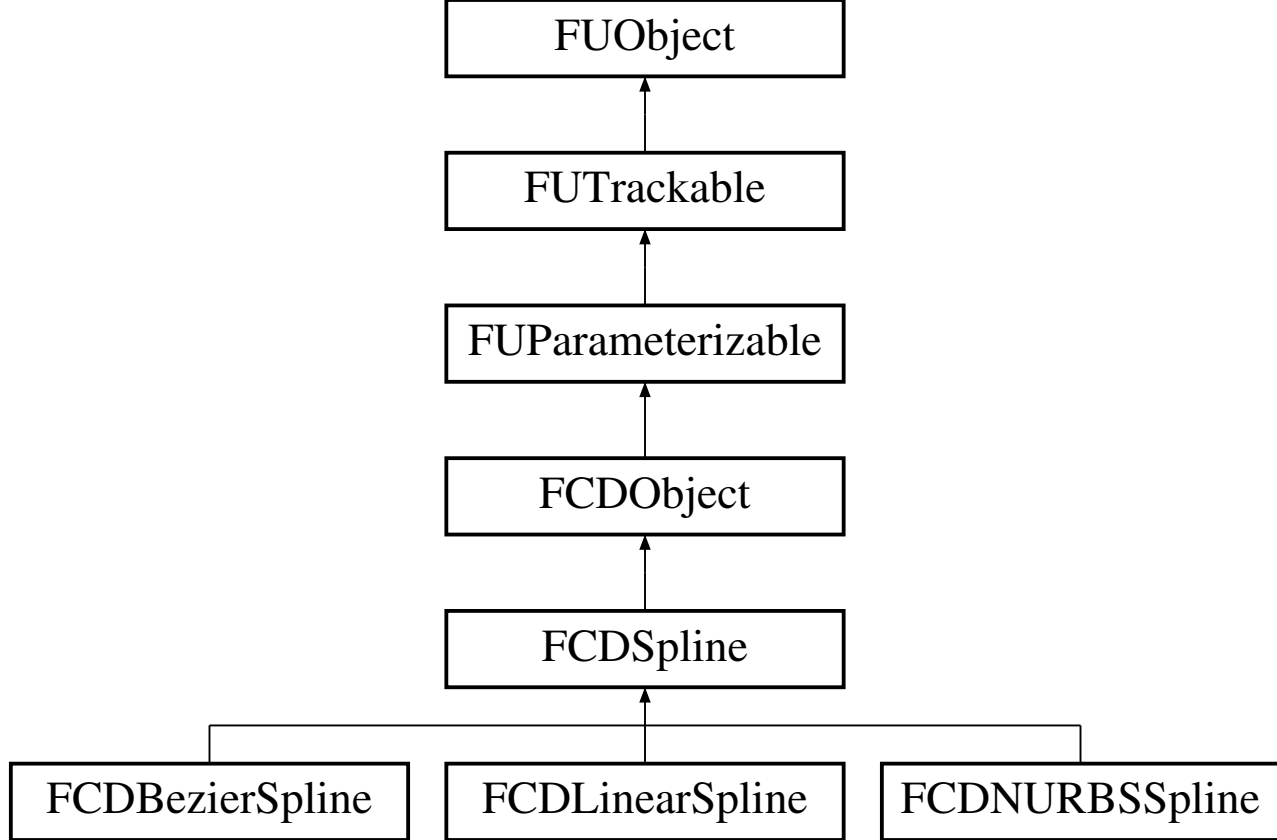 FUObject
FUTrackable
FUParameterizable
FCDObject
FCDSpline
FCDBezierSpline
FCDLinearSpline
FCDNURBSSpline